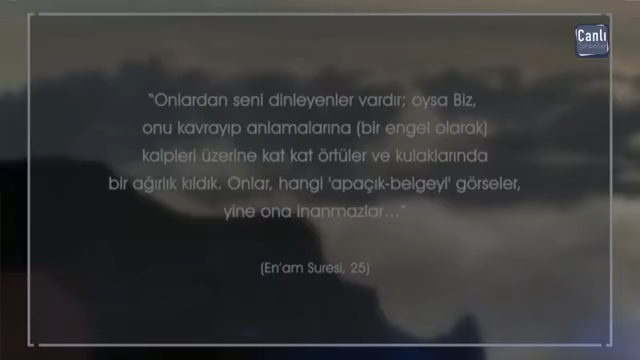 Canlı
"Onlardan seni dinleyenler vardır; oysa Biz,
onu kavrayıp anlamalarına (bir engel olarak)
kalpleri üzerine kat kat örtüler ve kulaklarında
bir ağırlık kıldık. Onlar, hangi 'apaçık-belgeyi' görseler,
yine ona inanmazlar..."
(En'am Suresi, 25)